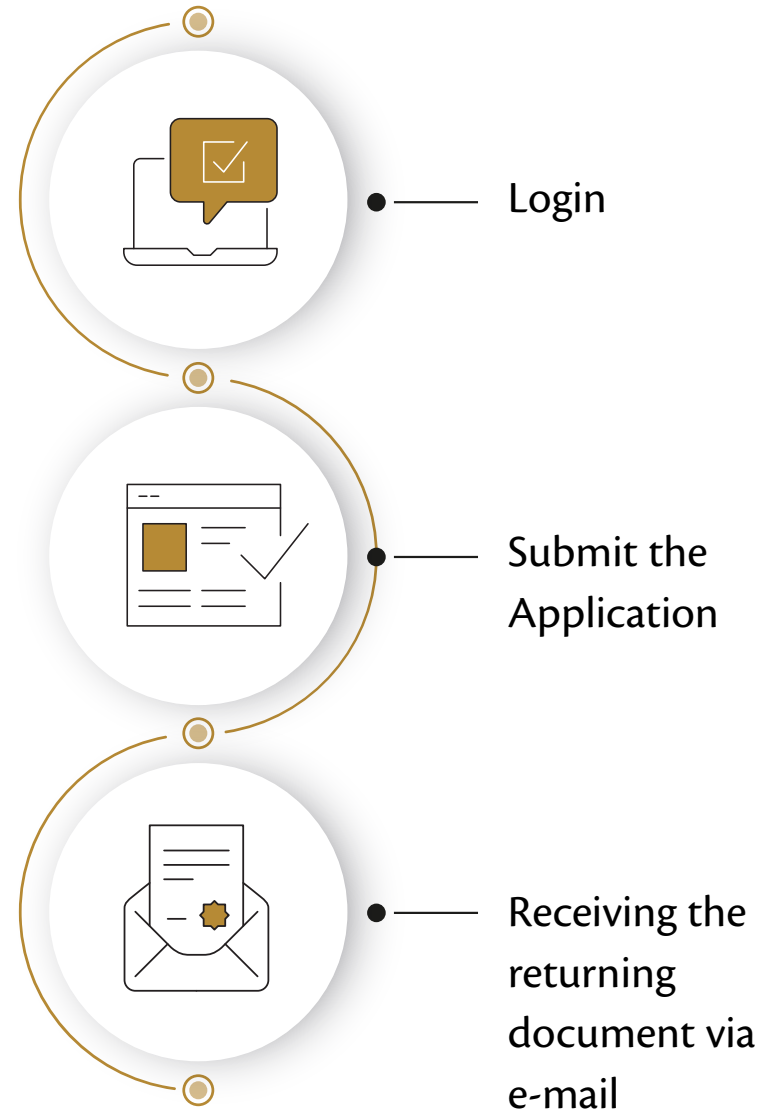 Login
Submit the
Application
Receiving the
returning
document via
e-mail